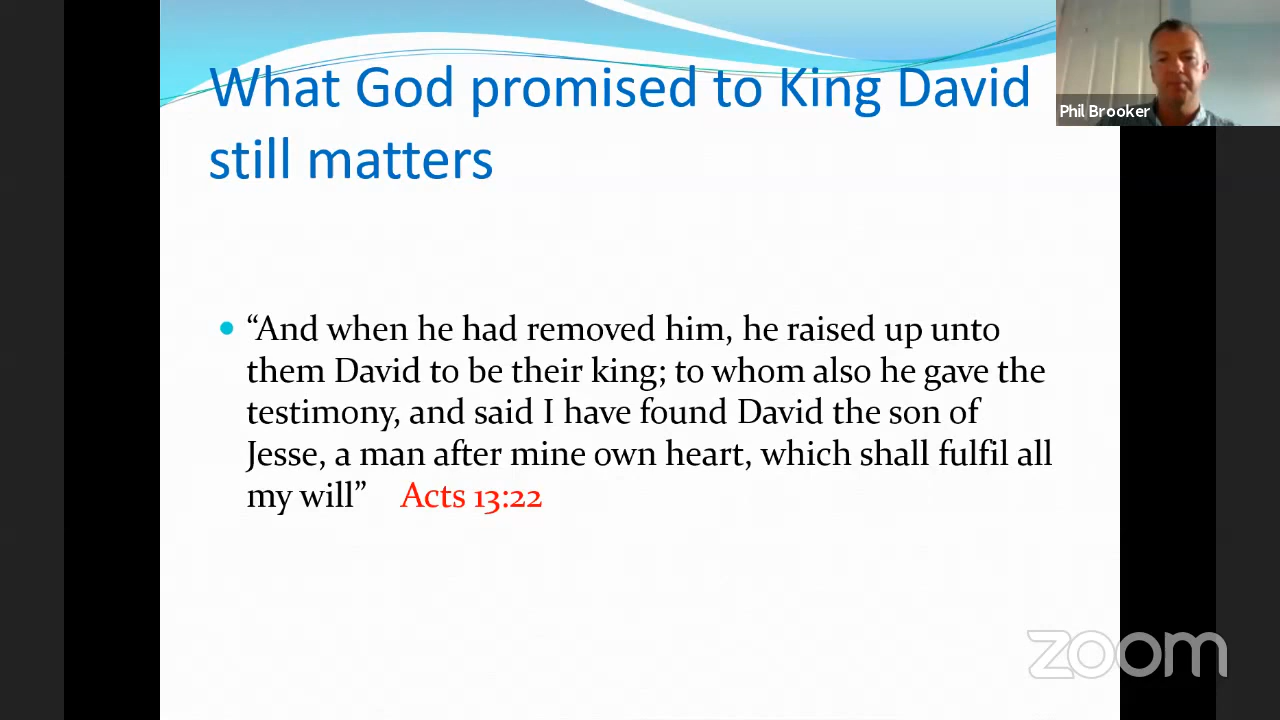 What God promised to King David
still matters
Phil Brooker
“And when he had removed him, he raised up unto
them David to be their king; to whom also he gave the
testimony, and said I have found David the son of
Jesse, a man after mine own heart, which shall fulfil all
my will” Acts 13:22
zoom